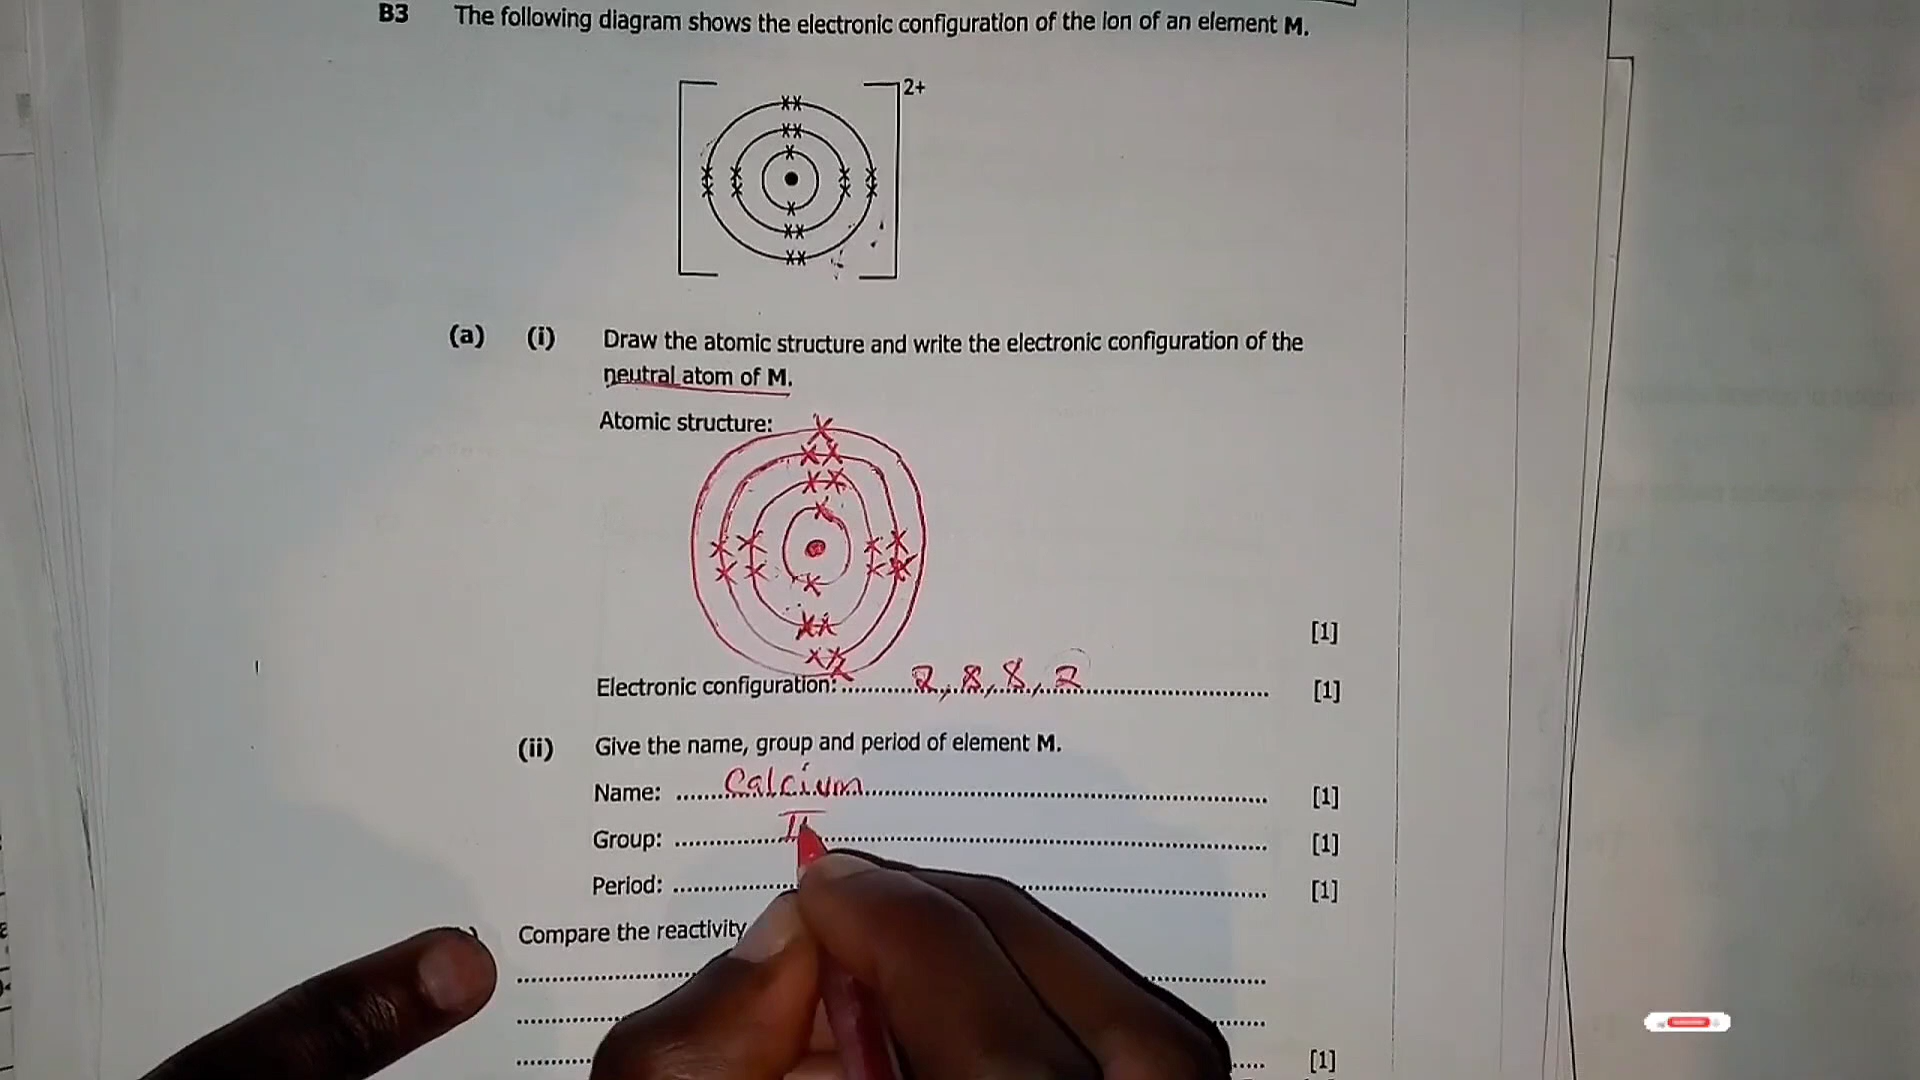 B3 The following diagram shows the electronic configuration of the ion of an element M.
2+
(a) (i) Draw the atomic structure and write the electronic configuration of the
neutral atom of M.
Atomic structure:
[1]
Electronic configuration: 2, 8, 8, 2 [1]
(ii) Give the name, group and period of element M.
Name: Calcium [1]
Group: II [1]
Period: [1]
Compare the reactivity
[1]